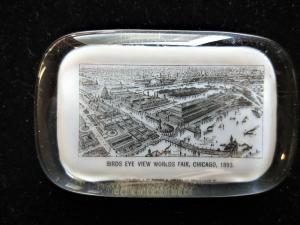 BIRDS EYE VIEW WORLDS FAIR, CHICAGO, 1893.